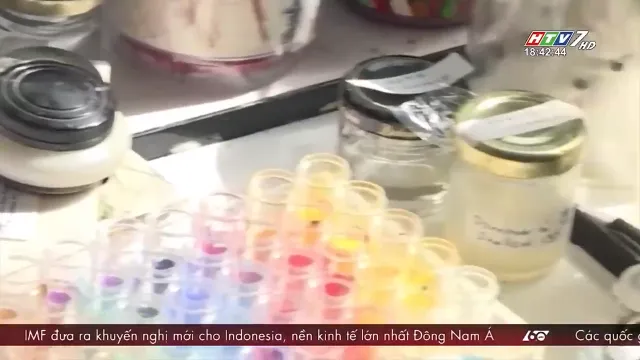 HTV7 HD
18:42:44
IMF đưa ra khuyến nghị mới cho Indonesia, nền kinh tế lớn nhất Đông Nam Á
60
Các quốc